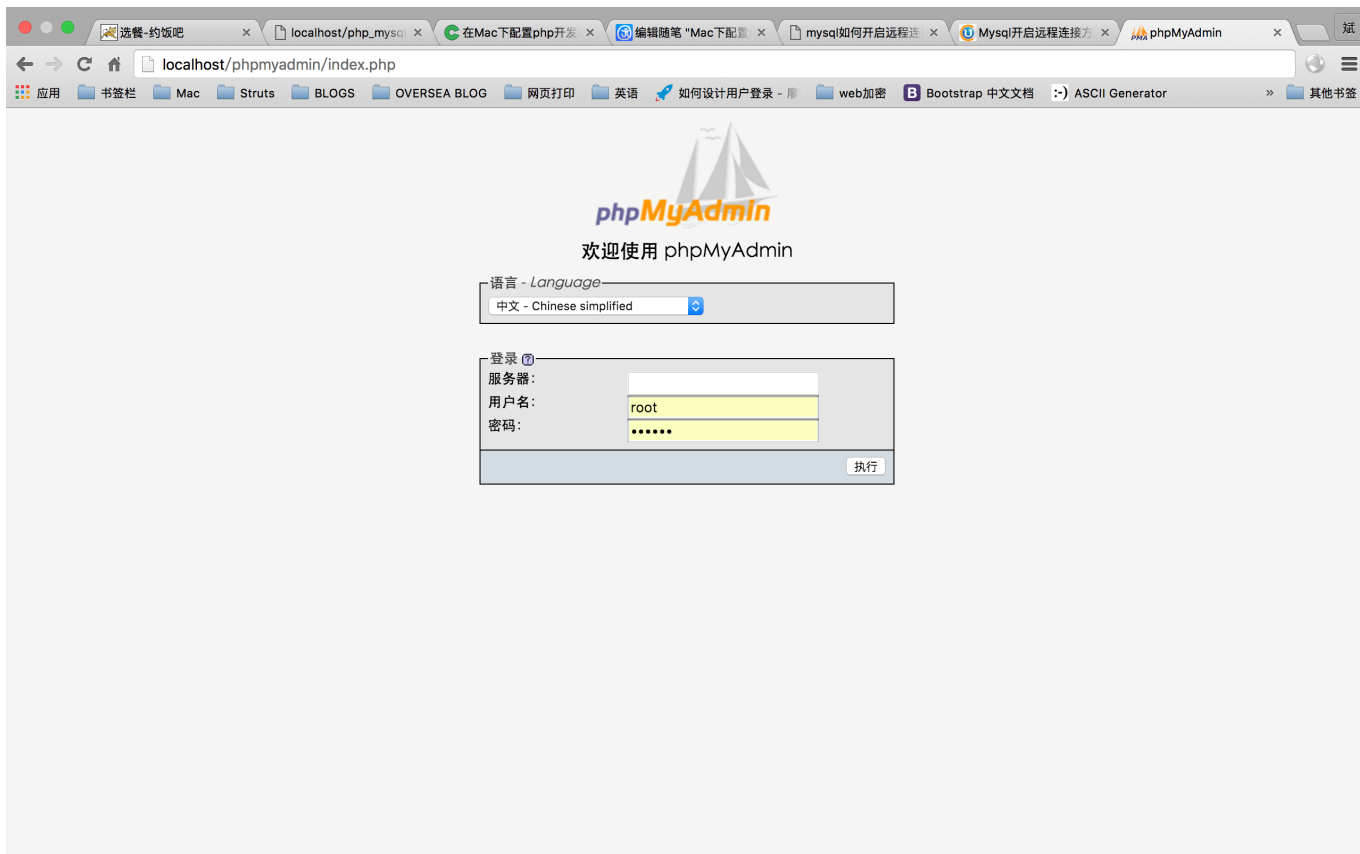 选餐-约饭吧
localhost/php_mysq
在Mac下配置php开发
编辑随笔 "Mac下配置
mysql如何开启远程连
Mysql开启远程连接方
PMA phpMyAdmin
斌
localhost/phpmyadmin/index.php
应用 书签栏 Mac Struts BLOGS OVERSEA BLOG 网页打印 英语 如何设计用户登录 - 廖 web加密 B Bootstrap 中文文档 :-) ASCII Generator » 其他书签
phpMyAdmin
欢迎使用 phpMyAdmin
语言 - Language
中文 - Chinese simplified
登录 ?
服务器:
用户名: root
密码: ••••••
执行